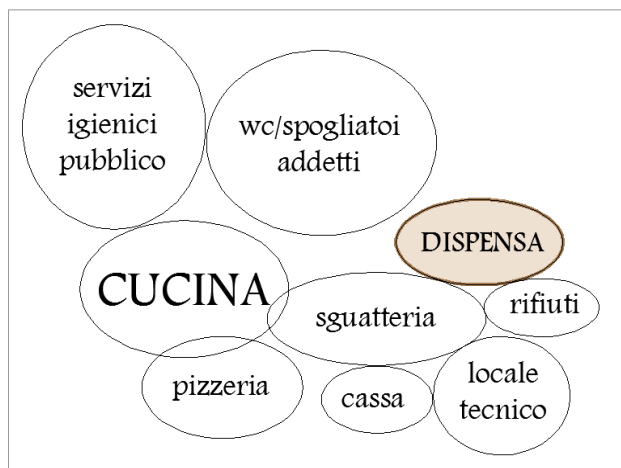 servizi
igienici
pubblico
wc/spogliatoi
addetti
DISPENSA
CUCINA
sguatteria
rifiuti
pizzeria
cassa
locale
tecnico